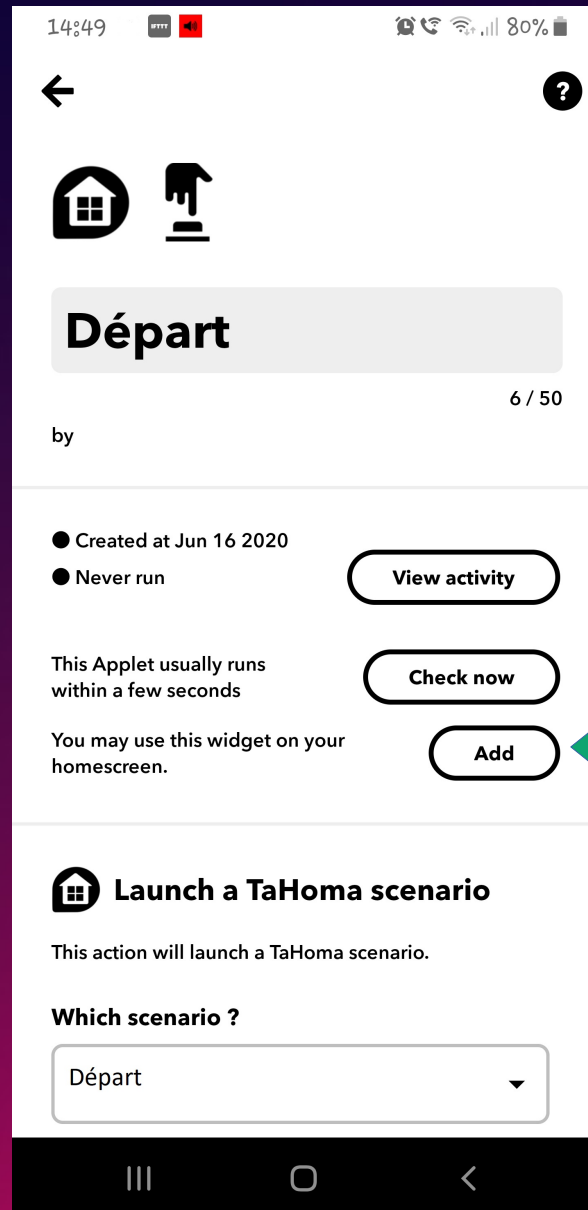 14:49 IFTTT 80%
?
Départ
6 / 50
by
Created at Jun 16 2020
Never run
View activity
This Applet usually runs
within a few seconds
Check now
You may use this widget on your
homescreen.
Add
Launch a TaHoma scenario
This action will launch a TaHoma scenario.
Which scenario ?
Départ